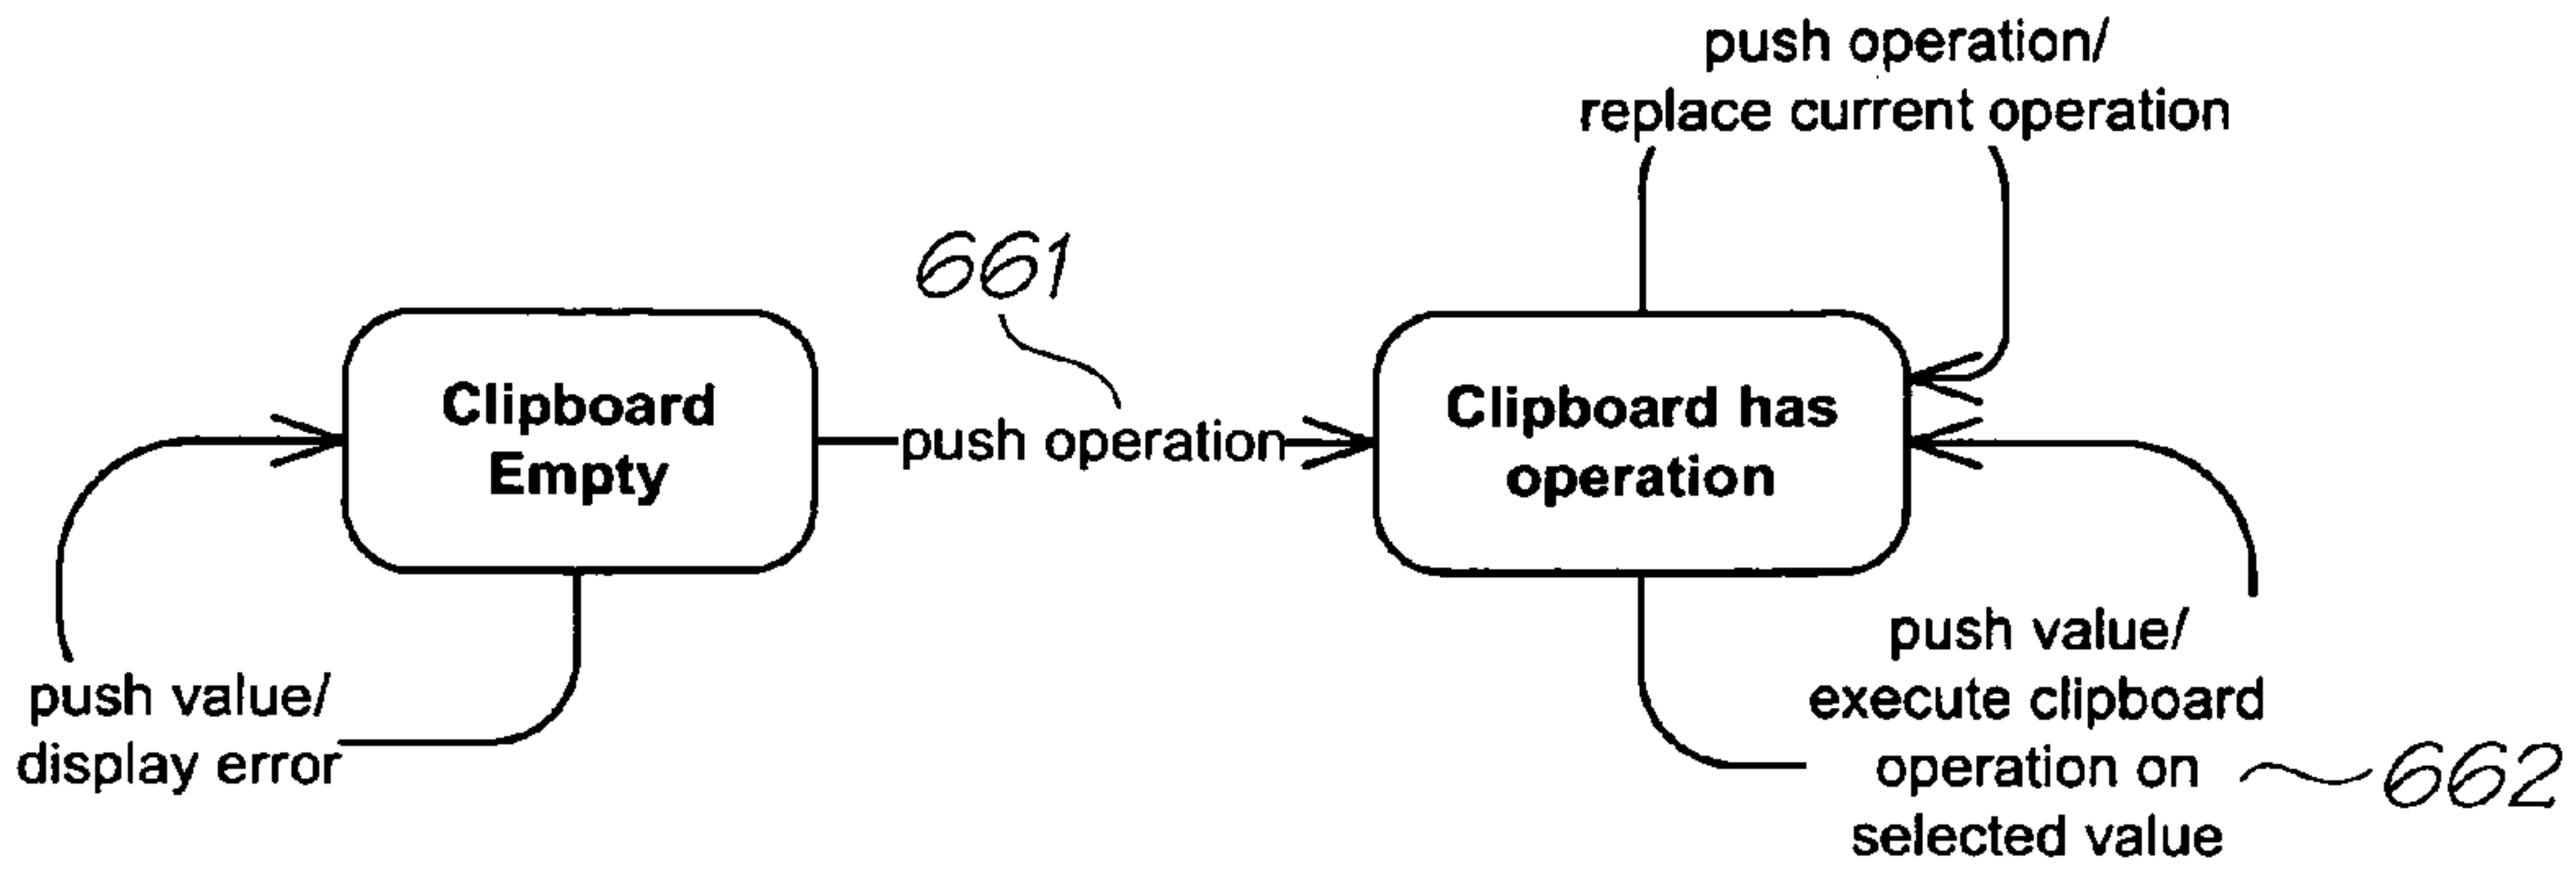 push operation/
replace current operation
661
Clipboard
Empty
push operation
Clipboard has
operation
push value/
display error
push value/
execute clipboard
operation on
selected value
662